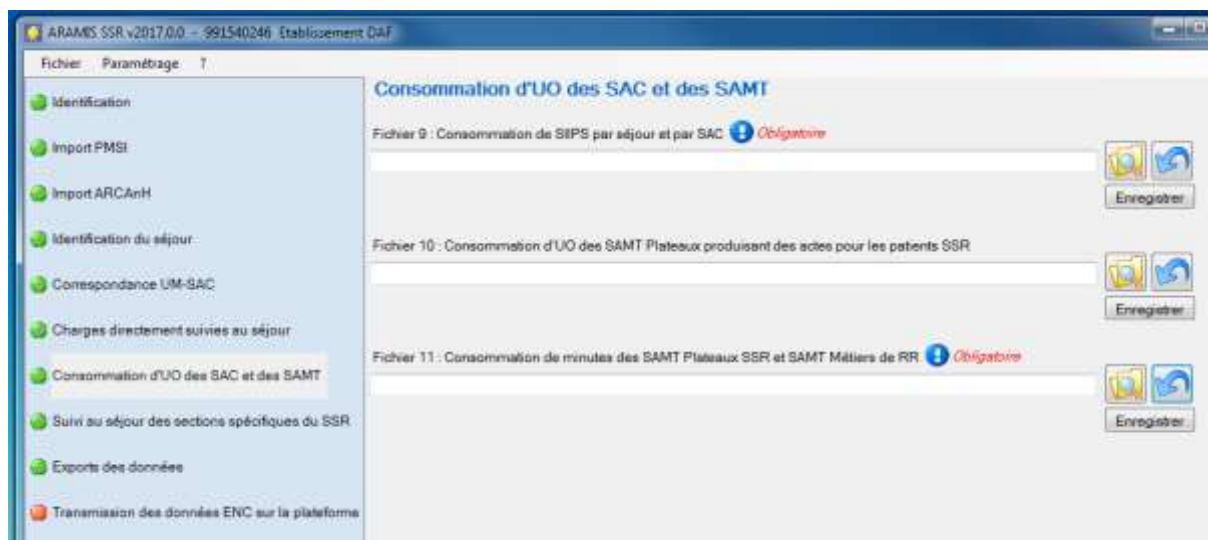 ARAMIS SSR v2017.0.0 - 991540246 Etablissement DAF
Fichier Paramétrage ?
Identification
Import PMSI
Import ARCAnH
Identification du séjour
Correspondance UM-SAC
Charges directement suivies au séjour
Consommation d'UO des SAC et des SAMT
Suivi au séjour des sections spécifiques du SSR
Exports des données
Transmission des données ENC sur la plateforme
Consommation d'UO des SAC et des SAMT
Fichier 9 : Consommation de SIIPS par séjour et par SAC Obligatoire
Enregistrer
Fichier 10 : Consommation d'UO des SAMT Plateaux produisant des actes pour les patients SSR
Enregistrer
Fichier 11 : Consommation de minutes des SAMT Plateaux SSR et SAMT Métiers de RR Obligatoire
Enregistrer